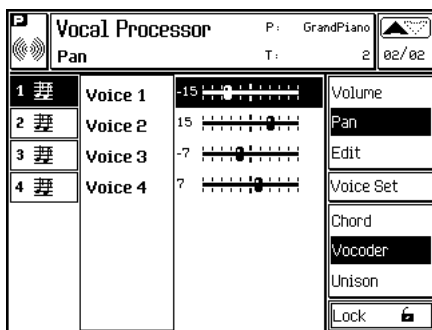 P Vocal Processor P: GrandPiano
Pan T: 2 02/02
1 Voice 1 -15 Volume
2 Voice 2 15 Pan
3 Voice 3 -7 Edit
4 Voice 4 7 Voice Set
Chord
Vocoder
Unison
Lock